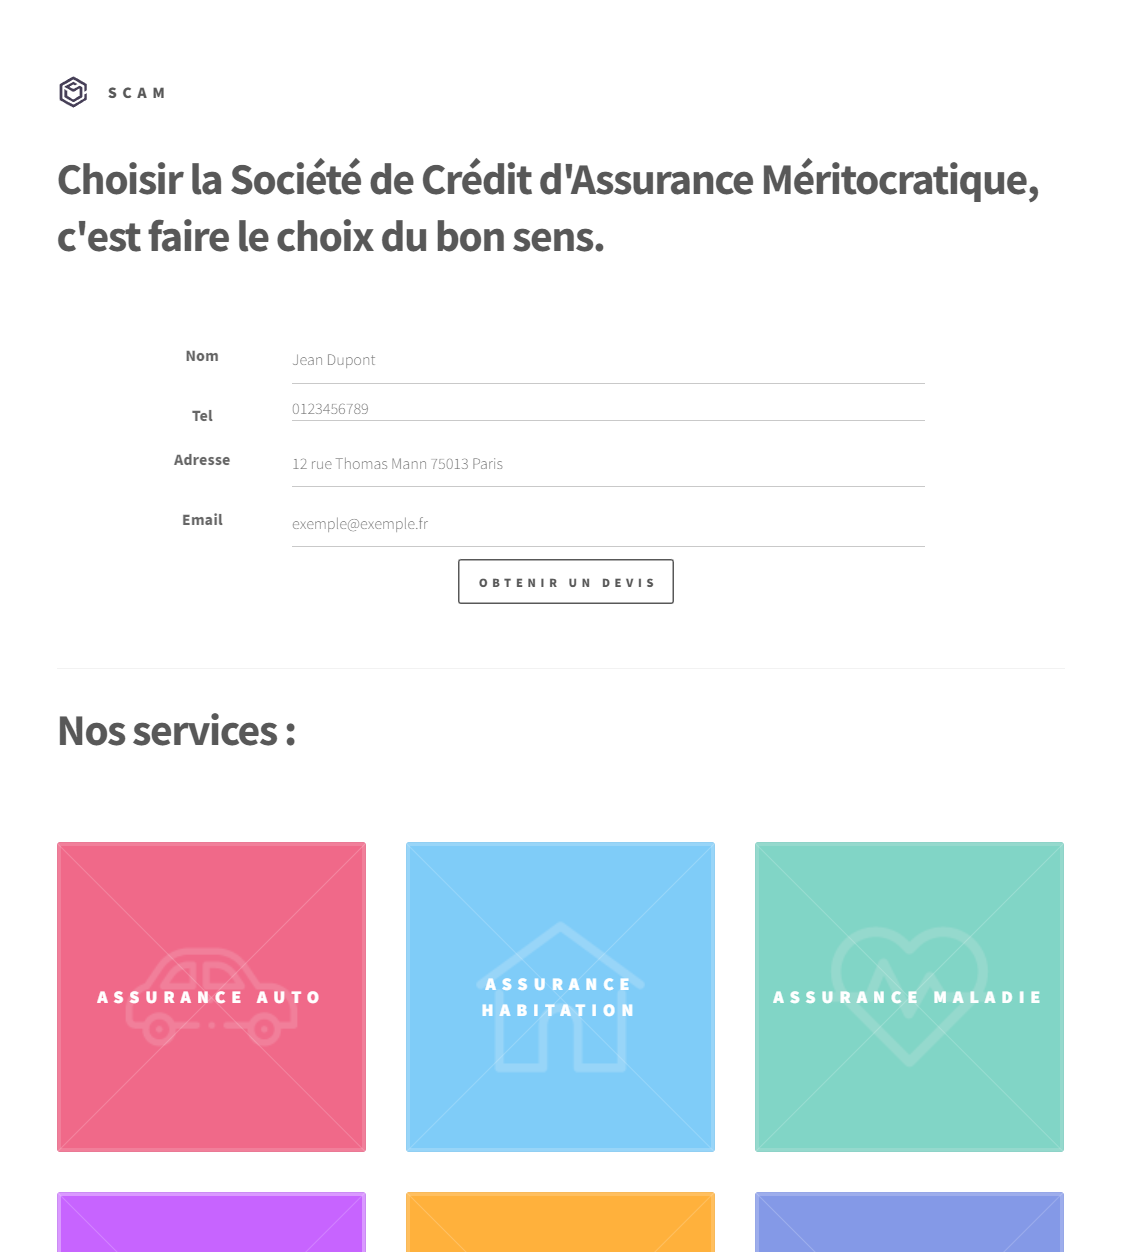 SCAM
Choisir la Société de Crédit d'Assurance Méritocratique,
c'est faire le choix du bon sens.
Nom
Jean Dupont
Tel
0123456789
Adresse
12 rue Thomas Mann 75013 Paris
Email
exemple@exemple.fr
OBTENIR UN DEVIS
Nos services :
ASSURANCE AUTO
ASSURANCE
HABITATION
ASSURANCE MALADIE